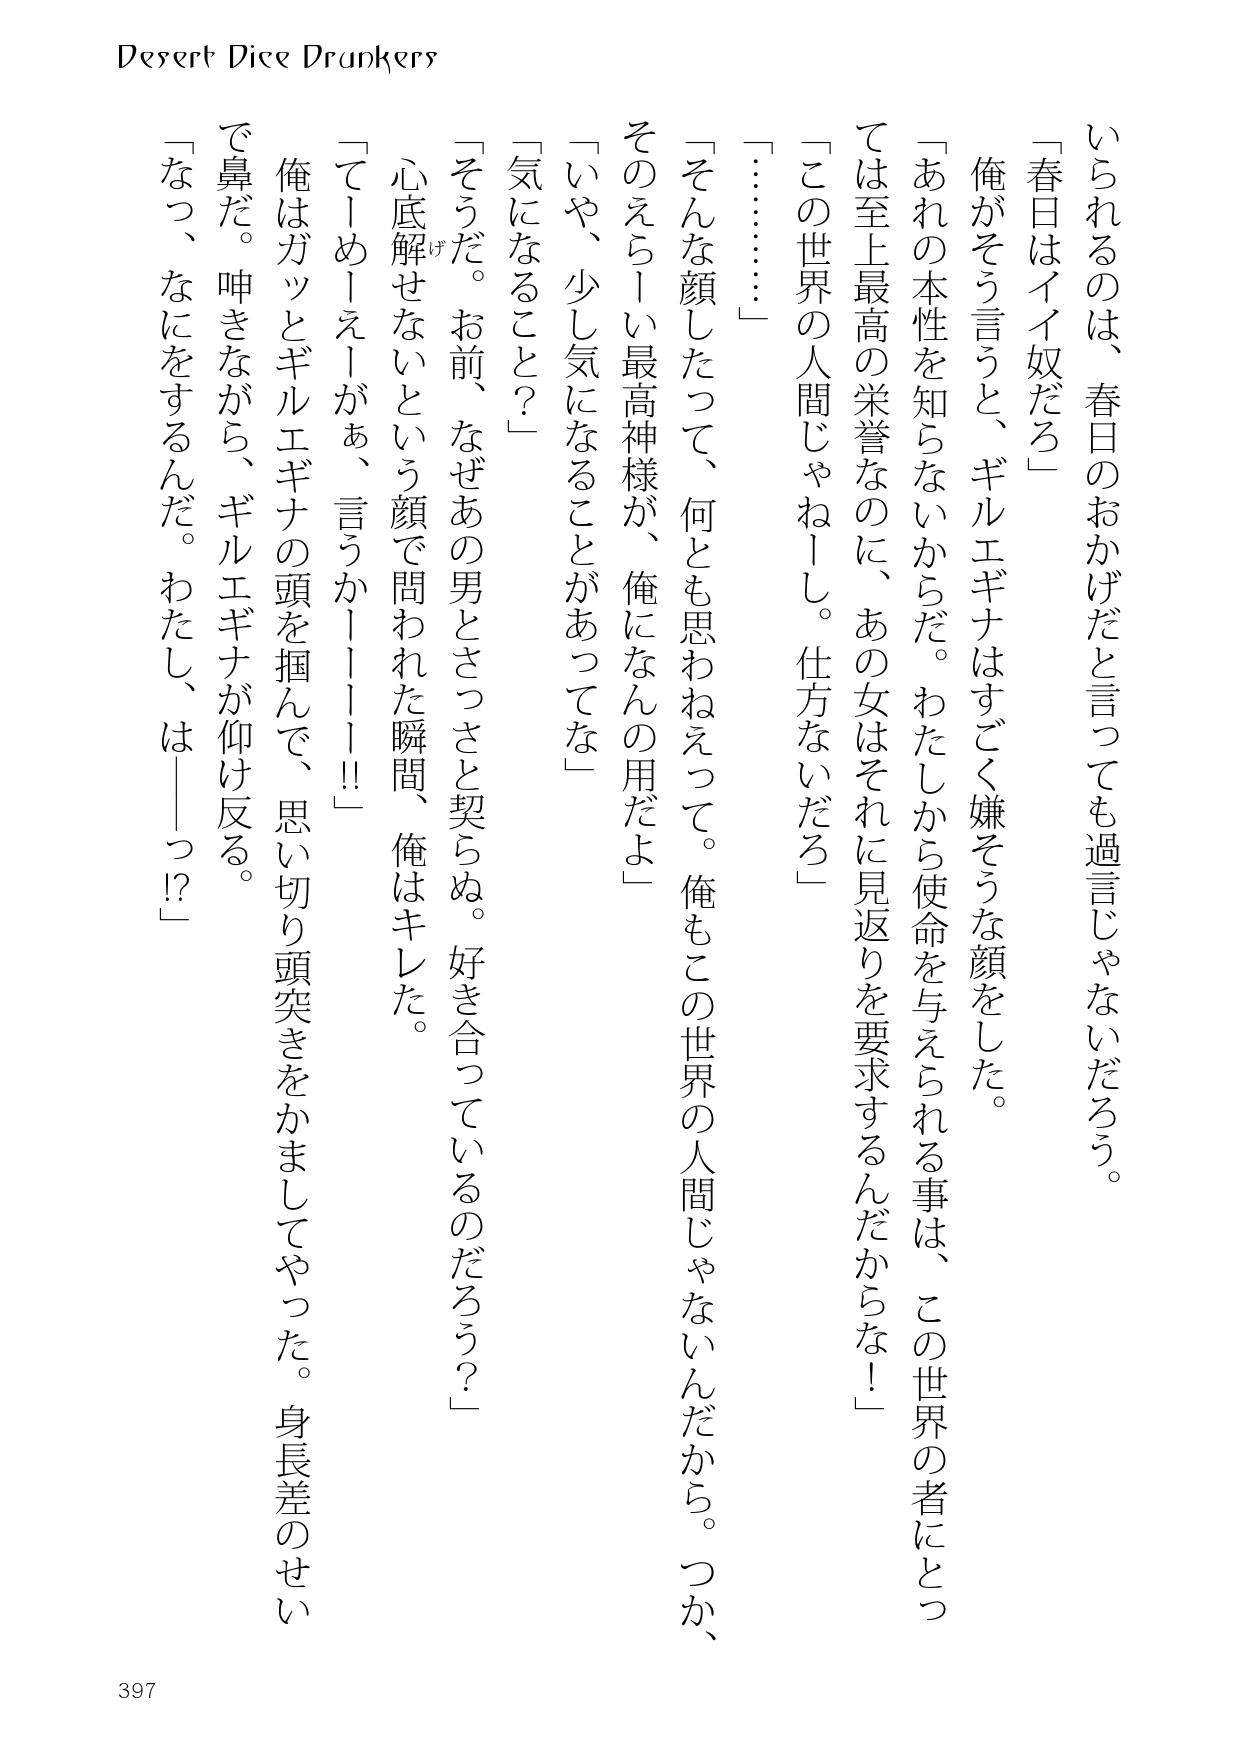 Desert Dice Drunkers
いられるのは、春日のおかげだと言っても過言じゃないだろう。
「春日はイイ奴だろ」
俺がそう言うと、ギルエギナはすごく嫌そうな顔をした。
「あれの本性を知らないからだ。わたしから使命を与えられる事は、この世界の者にとっ
ては至上最高の栄誉なのに、あの女はそれに見返りを要求するんだからな！」
「この世界の人間じゃねーし。仕方ないだろ」
「…………」
「そんな顔したって、何とも思わねえって。俺もこの世界の人間じゃないんだから。つか、
そのえらーい最高神様が、俺になんの用だよ」
「いや、少し気になることがあってな」
「気になること？」
「そうだ。お前、なぜあの男とさっさと契らぬ。好き合っているのだろう？」
心底解げせないという顔で問われた瞬間、俺はキレた。
「てーめーえーがぁ、言うかーーーー!!」
俺はガッとギルエギナの頭を掴んで、思い切り頭突きをかましてやった。身長差のせい
で鼻だ。呻きながら、ギルエギナが仰け反る。
「なっ、なにをするんだ。わたし、は――っ!?」
397